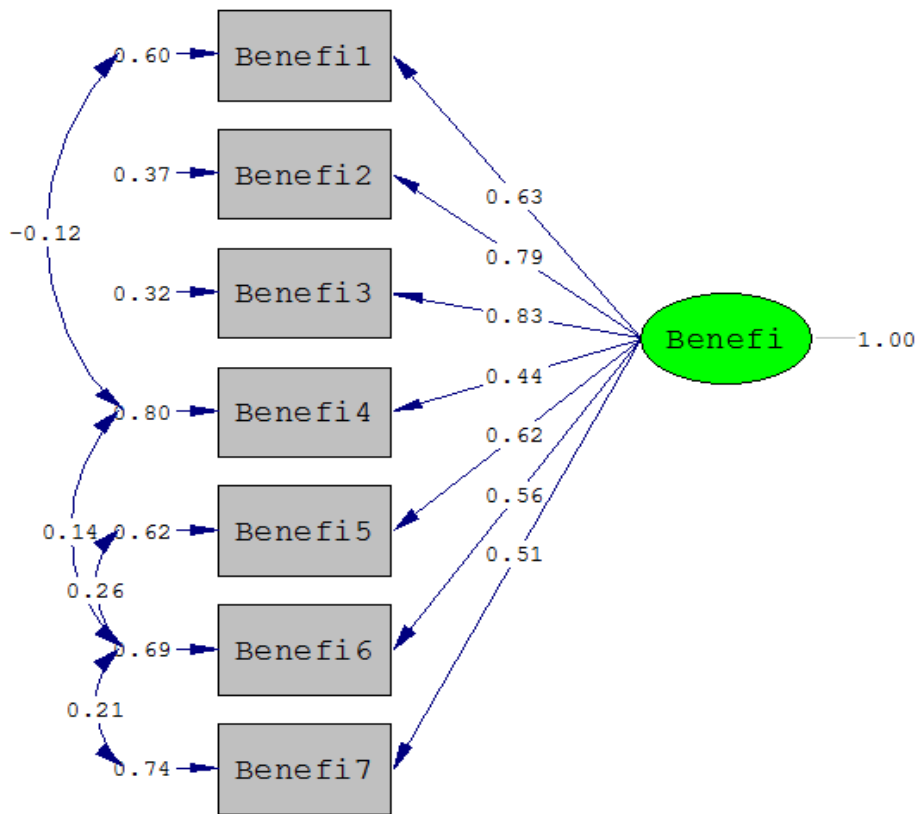 0.60 Benefi1
0.37 Benefi2
0.63
0.79
-0.12
0.32 Benefi3
0.83
Benefi 1.00
0.44
0.80 Benefi4
0.62
0.56
0.14 0.62 Benefi5
0.51
0.26
0.69 Benefi6
0.21
0.74 Benefi7